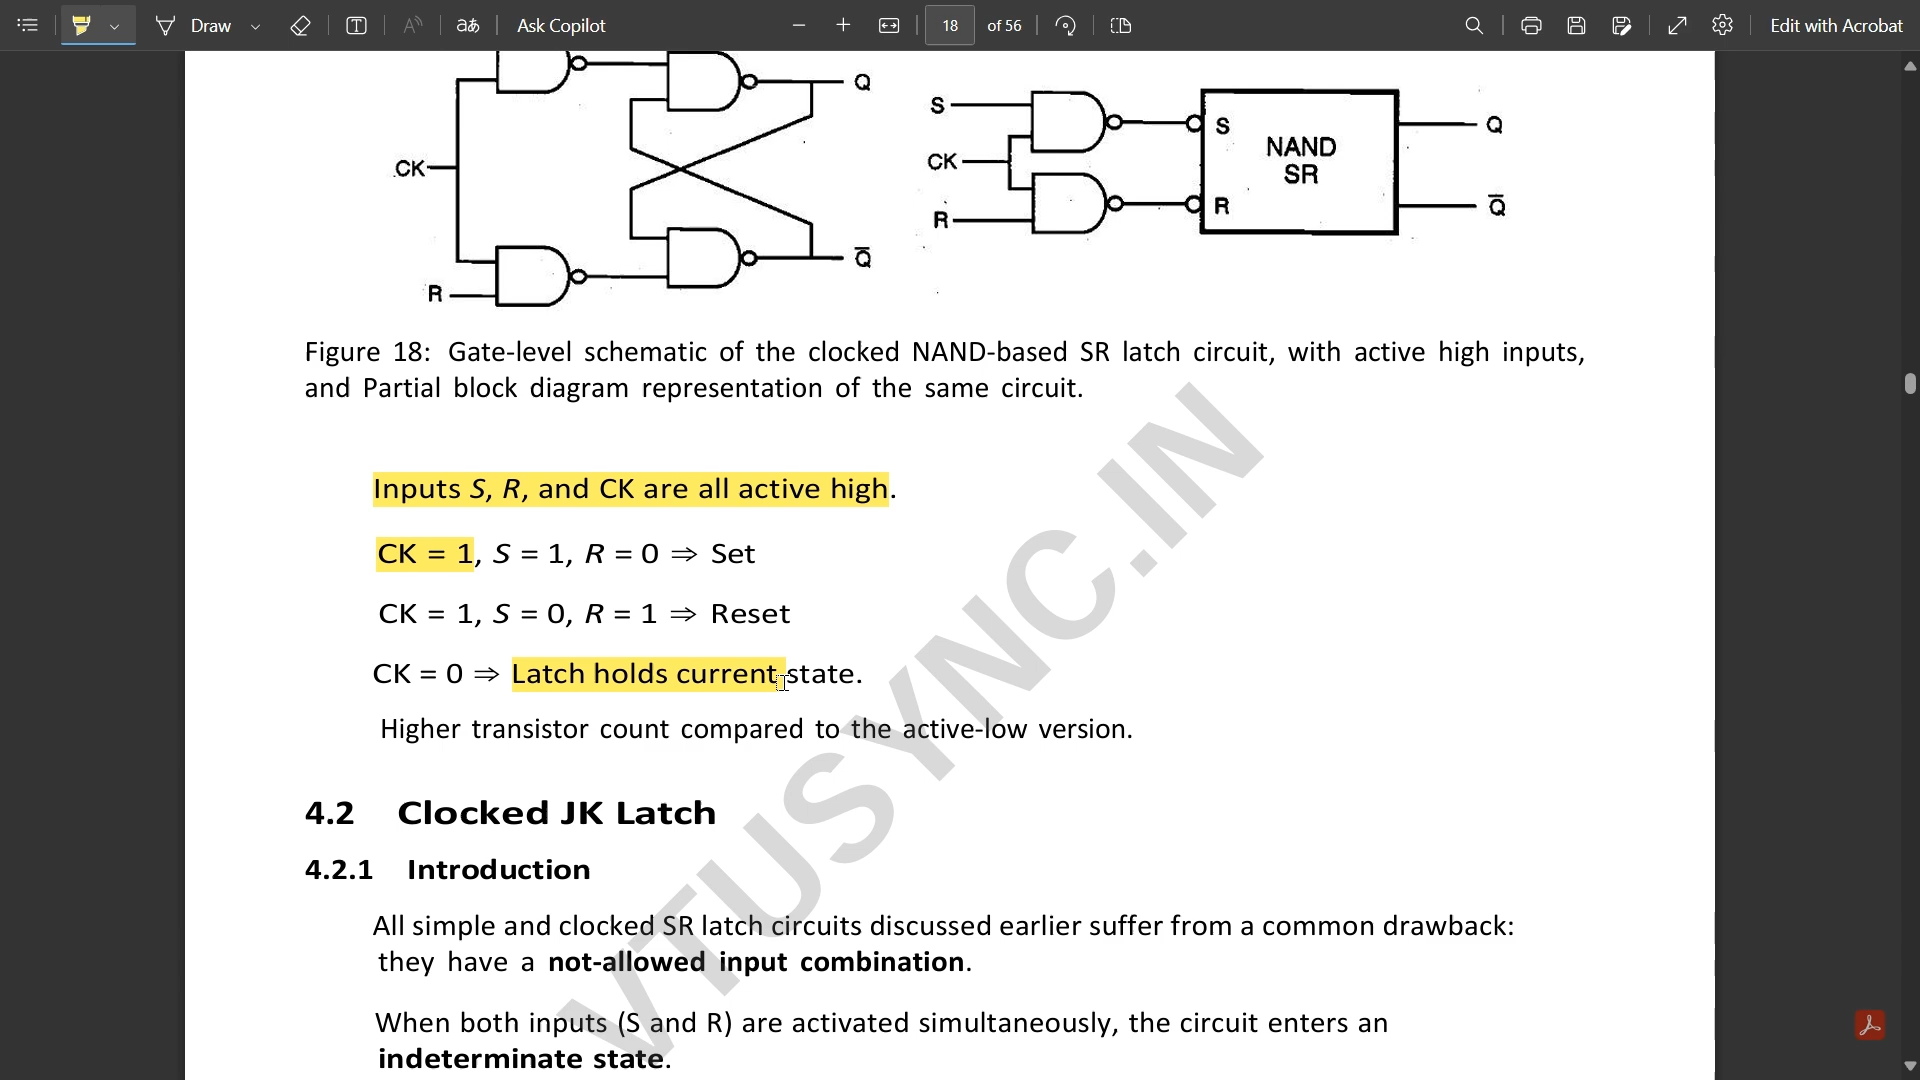 Draw
Ask Copilot
18 of 56
Edit with Acrobat
Q
CK
R
Q̅
S
CK
R
S
R
NAND
SR
Q
Q̅
Figure 18: Gate-level schematic of the clocked NAND-based SR latch circuit, with active high inputs,
and Partial block diagram representation of the same circuit.
Inputs S, R, and CK are all active high.
CK = 1, S = 1, R = 0 ⇒ Set
CK = 1, S = 0, R = 1 ⇒ Reset
CK = 0 ⇒ Latch holds current state.
Higher transistor count compared to the active-low version.
4.2 Clocked JK Latch
4.2.1 Introduction
All simple and clocked SR latch circuits discussed earlier suffer from a common drawback:
they have a not-allowed input combination.
When both inputs (S and R) are activated simultaneously, the circuit enters an
indeterminate state.
VTUSYNC.IN